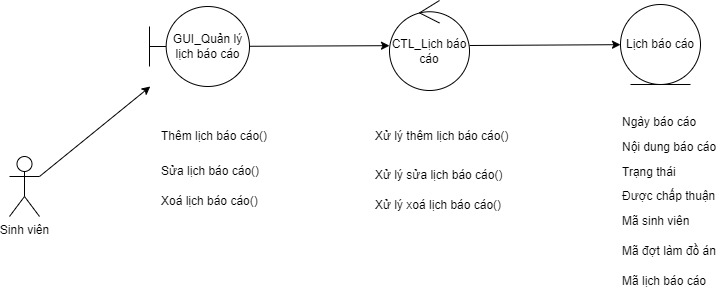 GUI_Quản lý
lịch báo cáo
CTL_Lịch báo
cáo
Lịch báo cáo
Sinh viên
Thêm lịch báo cáo()
Sửa lịch báo cáo()
Xoá lịch báo cáo()
Xử lý thêm lịch báo cáo()
Xử lý sửa lịch báo cáo()
Xử lý xoá lịch báo cáo()
Ngày báo cáo
Nội dung báo cáo
Trạng thái
Được chấp thuận
Mã sinh viên
Mã đợt làm đồ án
Mã lịch báo cáo